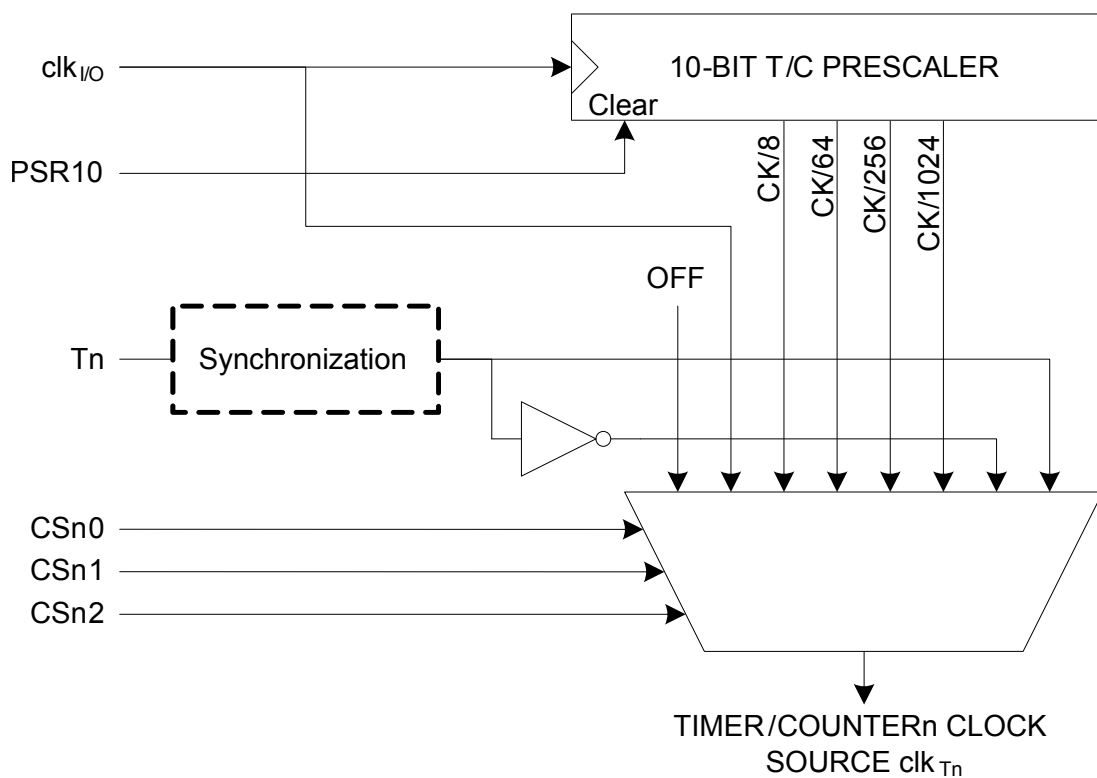 clkI/O
10-BIT T/C PRESCALER
Clear
PSR10
CK/8
CK/64
CK/256
CK/1024
OFF
Tn
Synchronization
CSn0
CSn1
CSn2
TIMER/COUNTERn CLOCK
SOURCE clkTn